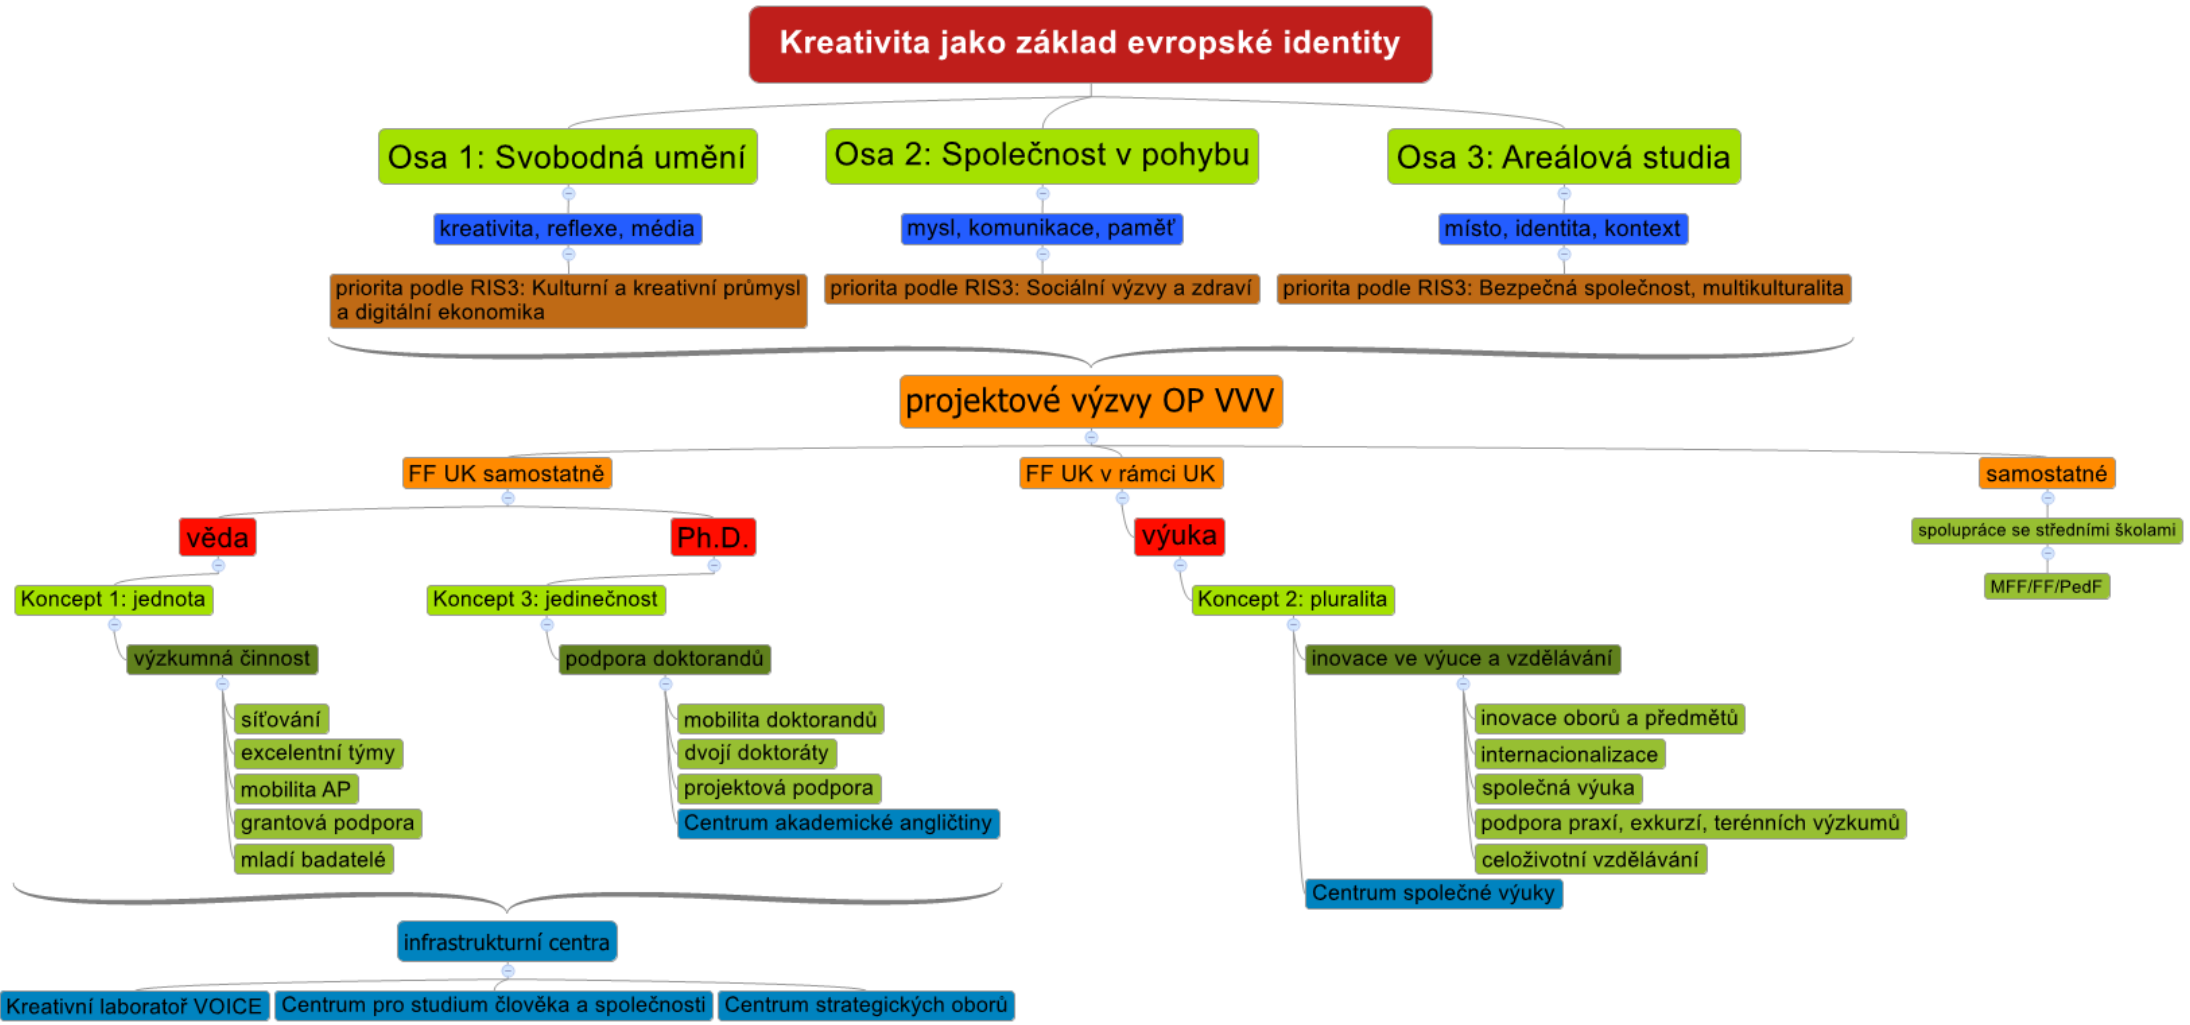 Kreativita jako základ evropské identity
Osa 1: Svobodná umění
Osa 2: Společnost v pohybu
Osa 3: Areálová studia
kreativita, reflexe, média
mysl, komunikace, paměť
místo, identita, kontext
priorita podle RIS3: Kulturní a kreativní průmysl
a digitální ekonomika
priorita podle RIS3: Sociální výzvy a zdraví
priorita podle RIS3: Bezpečná společnost, multikulturalita
projektové výzvy OP VVV
FF UK samostatně
FF UK v rámci UK
samostatné
věda
Ph.D.
výuka
spolupráce se středními školami
MFF/FF/PedF
Koncept 1: jednota
Koncept 3: jedinečnost
Koncept 2: pluralita
výzkumná činnost
podpora doktorandů
inovace ve výuce a vzdělávání
síťování
excelentní týmy
mobilita AP
grantová podpora
mladí badatelé
mobilita doktorandů
dvojí doktoráty
projektová podpora
Centrum akademické angličtiny
inovace oborů a předmětů
internacionalizace
společná výuka
podpora praxí, exkurzí, terénních výzkumů
celoživotní vzdělávání
Centrum společné výuky
infrastrukturní centra
Kreativní laboratoř VOICE
Centrum pro studium člověka a společnosti
Centrum strategických oborů